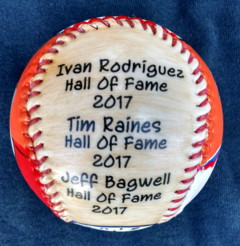 Ivan Rodriguez
Hall Of Fame
2017
Tim Raines
Hall Of Fame
2017
Jeff Bagwell
Hall Of Fame
2017